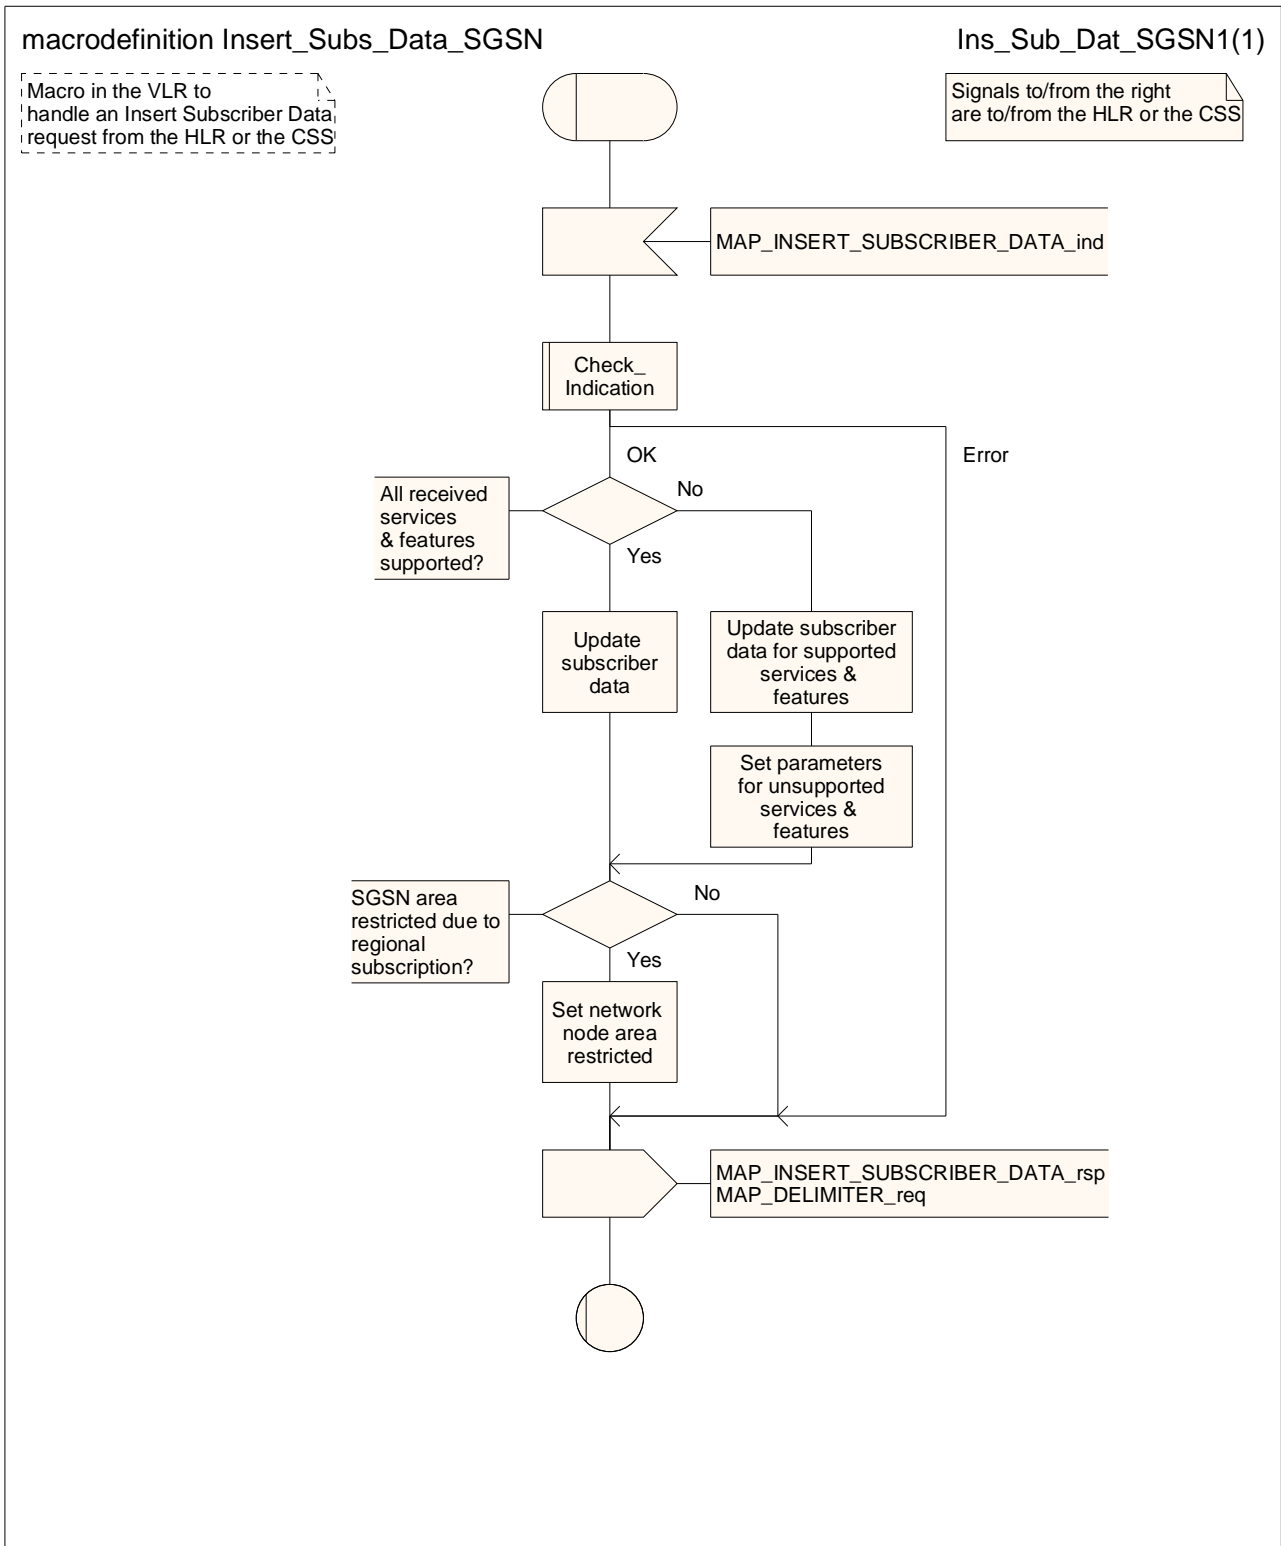 macrodefinition Insert_Subs_Data_SGSN
Ins_Sub_Dat_SGSN1(1)
Macro in the VLR to
handle an Insert Subscriber Data
request from the HLR or the CSS
Signals to/from the right
are to/from the HLR or the CSS
MAP_INSERT_SUBSCRIBER_DATA_ind
Check_
Indication
OK
Error
All received
services
& features
supported?
No
Yes
Update
subscriber
data
Update subscriber
data for supported
services &
features
Set parameters
for unsupported
services &
features
SGSN area
restricted due to
regional
subscription?
No
Yes
Set network
node area
restricted
MAP_INSERT_SUBSCRIBER_DATA_rsp
MAP_DELIMITER_req